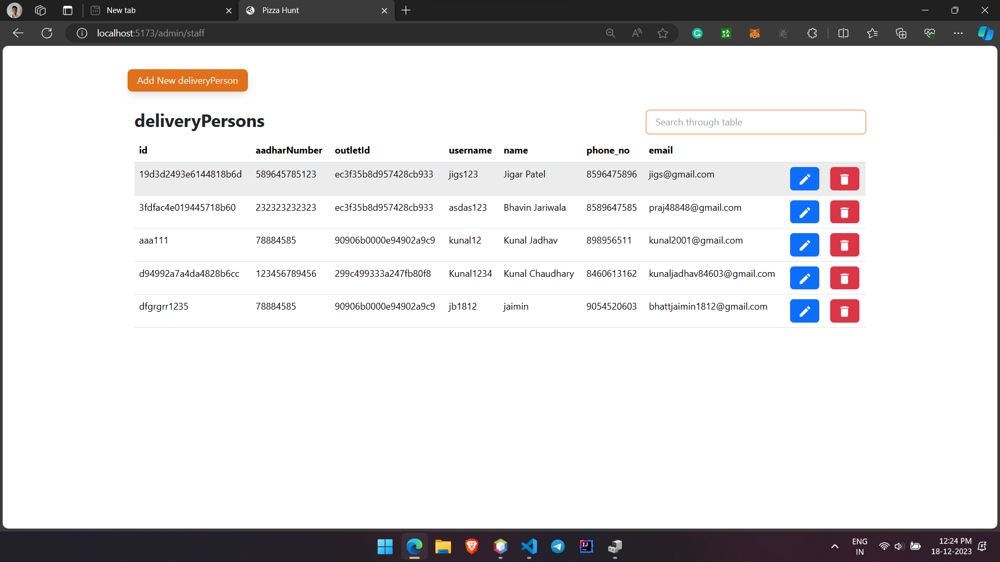 New tab
Pizza Hunt
localhost:5173/admin/staff
Add New deliveryPerson
deliveryPersons
Search through table
id aadharNumber outletId username name phone_no email
19d3d2493e6144818b6d 589645785123 ec3f35b8d957428cb933 jigs123 Jigar Patel 8596475896 jigs@gmail.com
3fdfac4e019445718b60 232323232323 ec3f35b8d957428cb933 asdas123 Bhavin Jariwala 8589647585 praj48848@gmail.com
aaa111 78884585 90906b0000e94902a9c9 kunal12 Kunal Jadhav 898956511 kunal2001@gmail.com
d94992a7a4da4828b6cc 123456789456 299c499333a247fb80f8 Kunal1234 Kunal Chaudhary 8460613162 kunaljadhav84603@gmail.com
dfgrgrr1235 78884585 90906b0000e94902a9c9 jb1812 jaimin 9054520603 bhattjaimin1812@gmail.com
ENG
IN
12:24 PM
18-12-2023